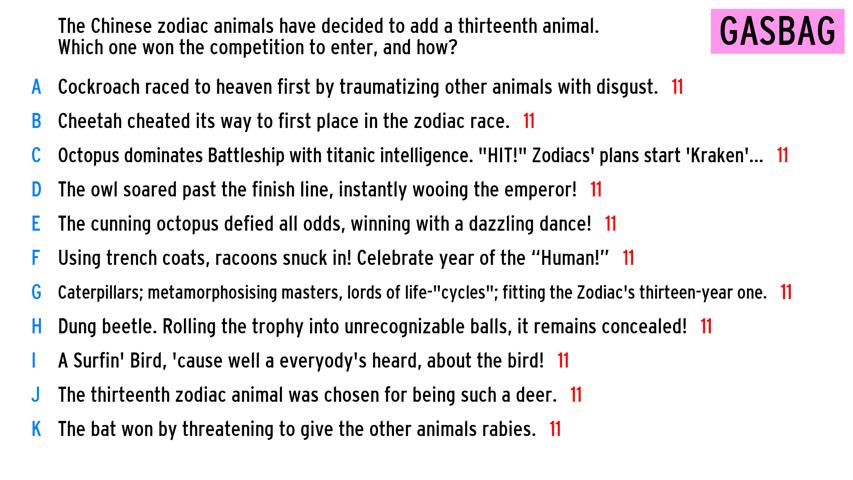 The Chinese zodiac animals have decided to add a thirteenth animal.
Which one won the competition to enter, and how?
GASBAG
A Cockroach raced to heaven first by traumatizing other animals with disgust. 11
B Cheetah cheated its way to first place in the zodiac race. 11
C Octopus dominates Battleship with titanic intelligence. "HIT!" Zodiacs' plans start 'Kraken'... 11
D The owl soared past the finish line, instantly wooing the emperor! 11
E The cunning octopus defied all odds, winning with a dazzling dance! 11
F Using trench coats, racoons snuck in! Celebrate year of the “Human!” 11
G Caterpillars; metamorphosising masters, lords of life-"cycles"; fitting the Zodiac's thirteen-year one. 11
H Dung beetle. Rolling the trophy into unrecognizable balls, it remains concealed! 11
I A Surfin' Bird, 'cause well a everyody's heard, about the bird! 11
J The thirteenth zodiac animal was chosen for being such a deer. 11
K The bat won by threatening to give the other animals rabies. 11